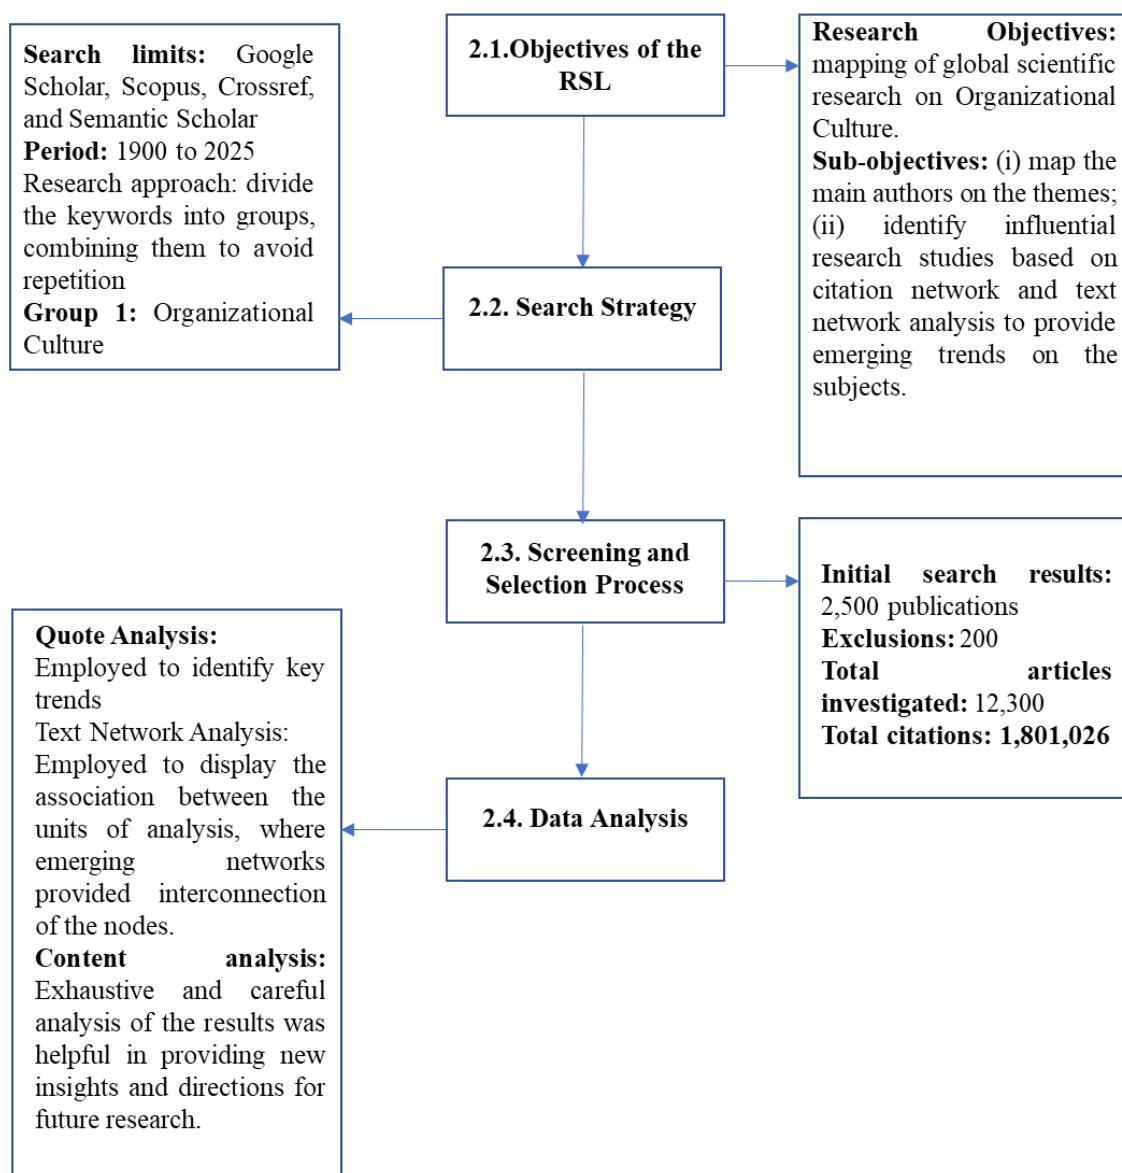 2.1.Objectives of the
RSL
Search limits: Google
Scholar, Scopus, Crossref,
and Semantic Scholar
Period: 1900 to 2025
Research approach: divide
the keywords into groups,
combining them to avoid
repetition
Group 1: Organizational
Culture
Research Objectives:
mapping of global scientific
research on Organizational
Culture.
Sub-objectives: (i) map the
main authors on the themes;
(ii) identify influential
research studies based on
citation network and text
network analysis to provide
emerging trends on the
subjects.
2.2. Search Strategy
2.3. Screening and
Selection Process
Initial search results:
2,500 publications
Exclusions: 200
Total articles
investigated: 12,300
Total citations: 1,801,026
Quote Analysis:
Employed to identify key
trends
Text Network Analysis:
Employed to display the
association between the
units of analysis, where
emerging networks
provided interconnection
of the nodes.
Content analysis:
Exhaustive and careful
analysis of the results was
helpful in providing new
insights and directions for
future research.
2.4. Data Analysis